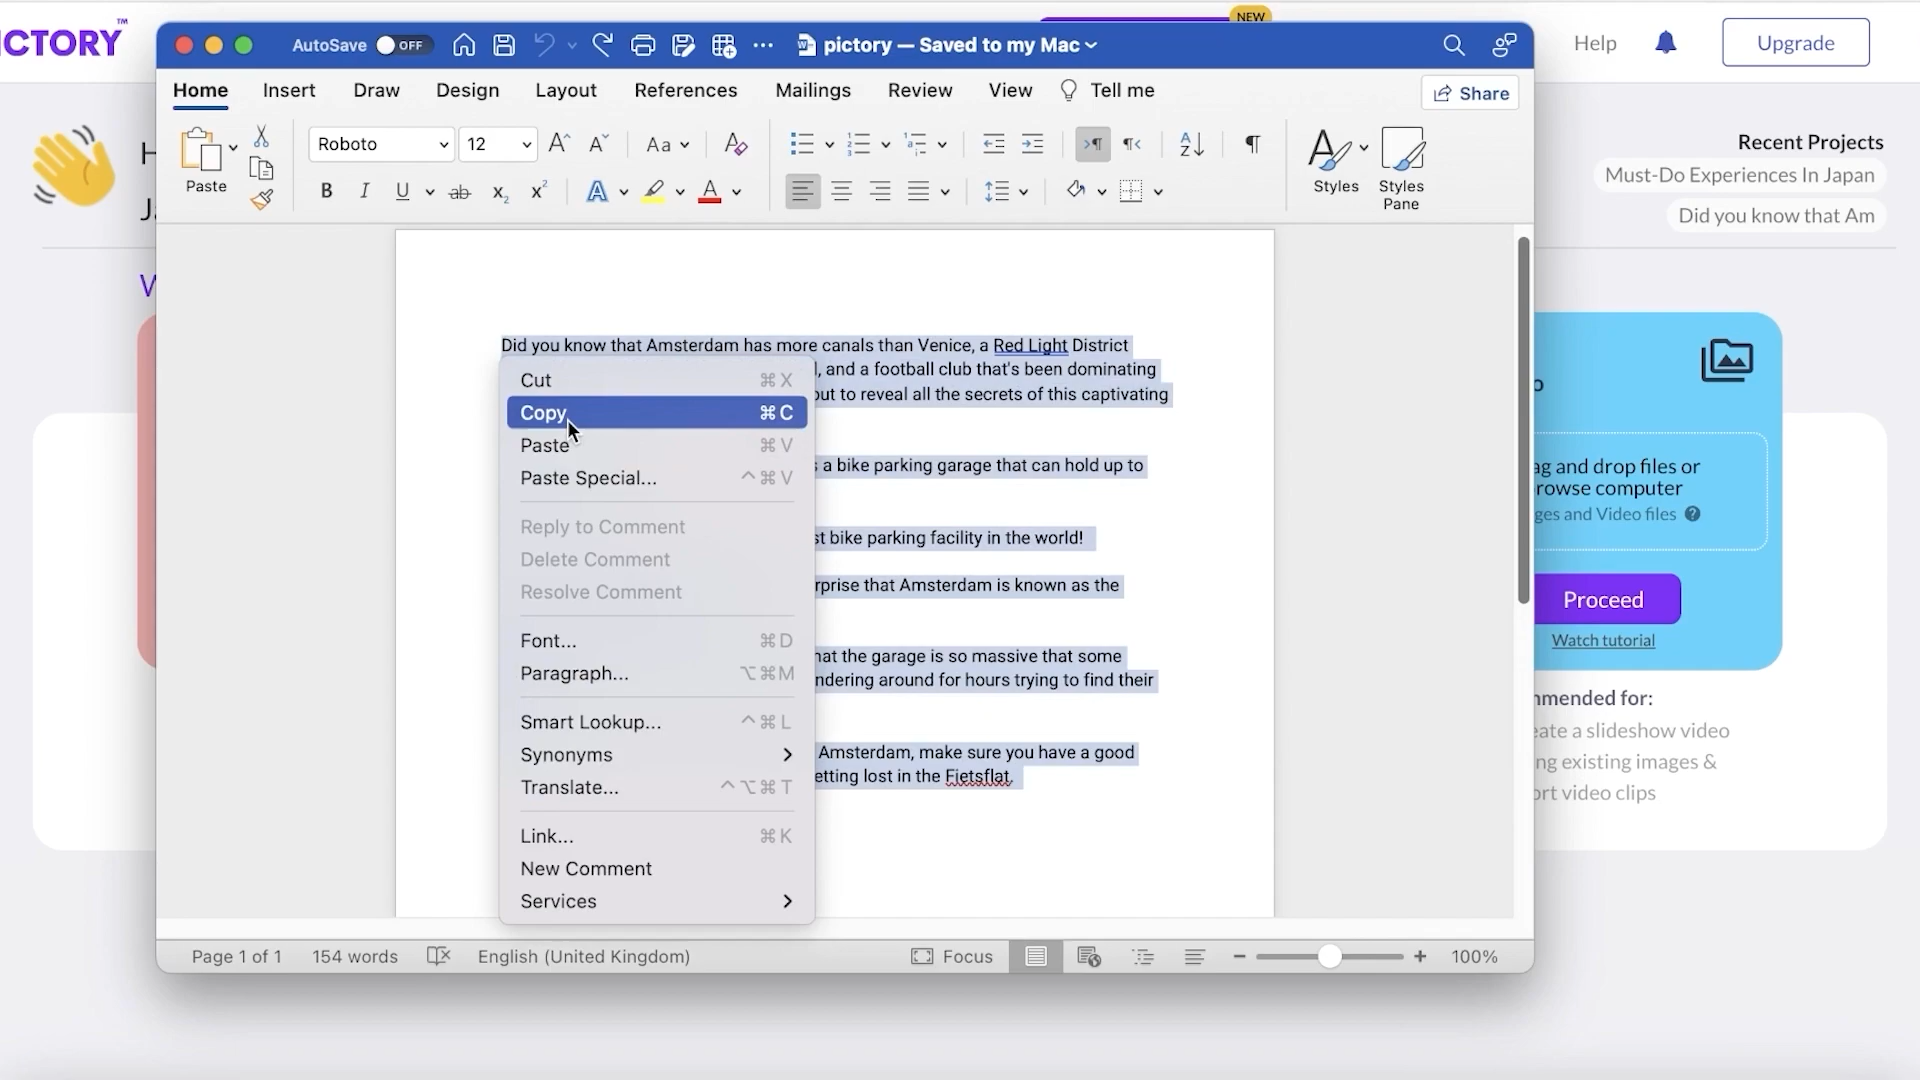 ICTORY™
NEW
AutoSave OFF
pictory — Saved to my Mac
Help
Upgrade
Home Insert Draw Design Layout References Mailings Review View Tell me
Share
Roboto
12
Aa
Paste
Styles
Styles
Pane
Recent Projects
Must-Do Experiences In Japan
Did you know that Am
Did you know that Amsterdam has more canals than Venice, a Red Light District
, and a football club that's been dominating
out to reveal all the secrets of this captivating
a bike parking garage that can hold up to
st bike parking facility in the world!
rprise that Amsterdam is known as the
hat the garage is so massive that some
ndering around for hours trying to find their
Amsterdam, make sure you have a good
etting lost in the Fietsflat.
Cut ⌘X
Copy ⌘C
Paste ⌘V
Paste Special... ^⌘V
Reply to Comment
Delete Comment
Resolve Comment
Font... ⌘D
Paragraph... ⌥⌘M
Smart Lookup... ^⌘L
Synonyms
Translate... ^⌥⌘T
Link... ⌘K
New Comment
Services
ag and drop files or
rowse computer
ges and Video files
Proceed
Watch tutorial
mmended for:
eate a slideshow video
ng existing images &
ort video clips
Page 1 of 1 154 words English (United Kingdom) Focus 100%